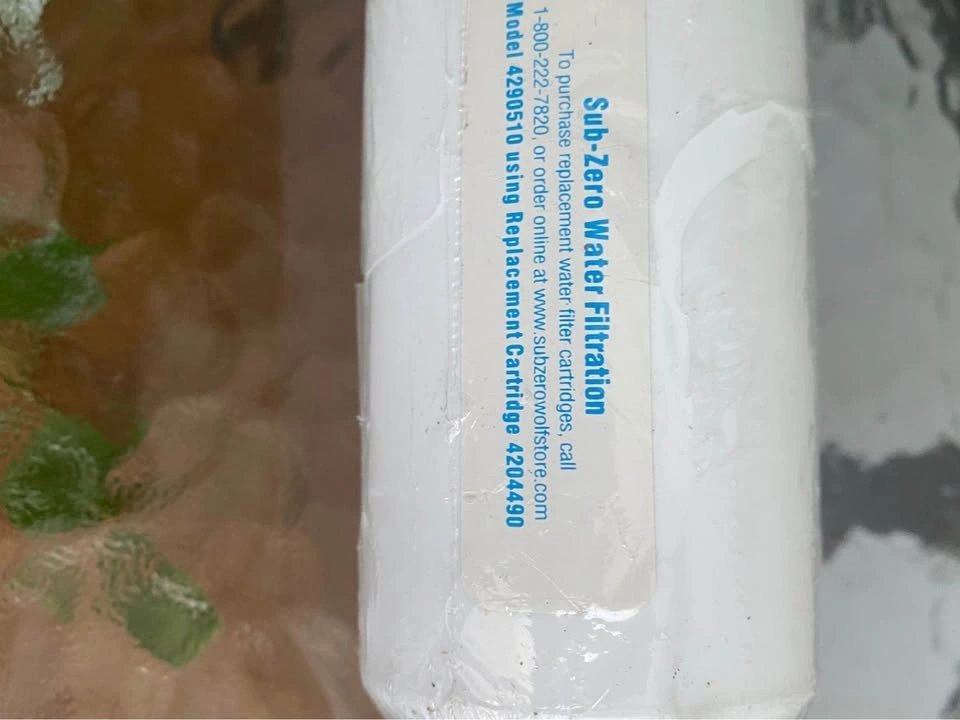 Sub-Zero Water Filtration
To purchase replacement water filter cartridges, call
1-800-222-7820, or order online at www.subzerowolfstore.com
Model 4290510 using Replacement Cartridge 4204490